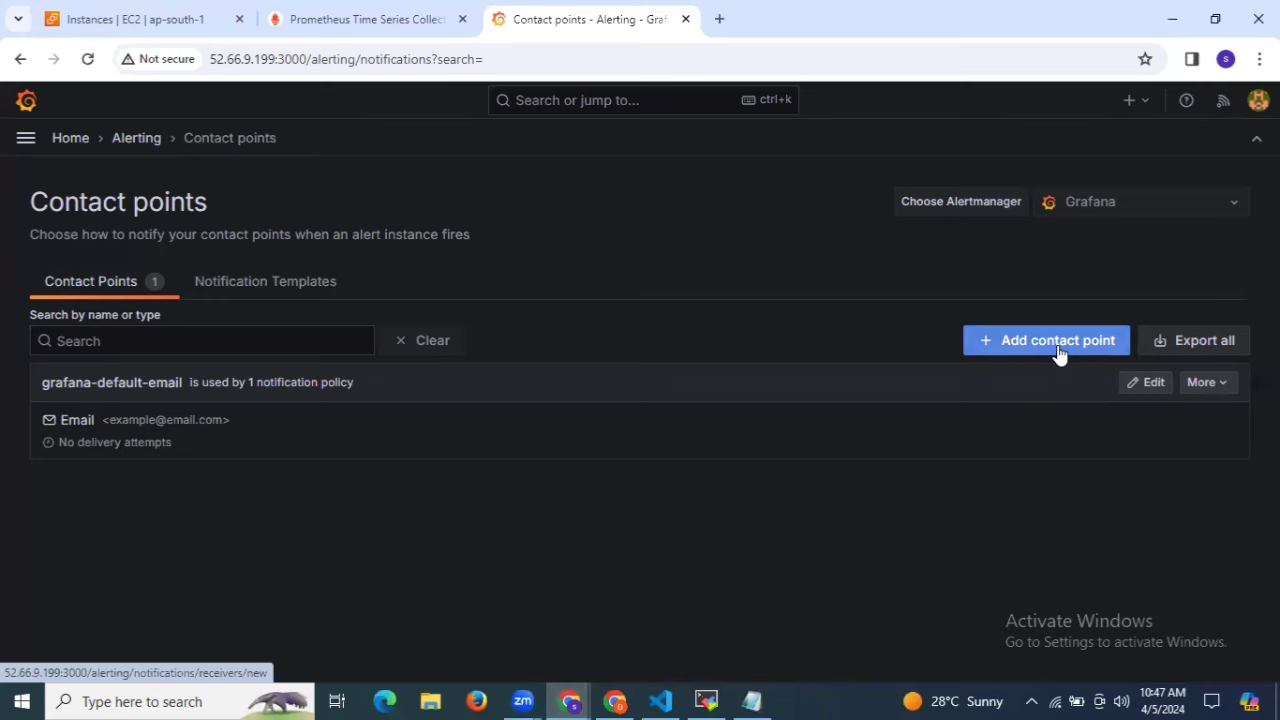 Instances | EC2 | ap-south-1
Prometheus Time Series Collec
Contact points - Alerting - Graf
Not secure
52.66.9.199:3000/alerting/notifications?search=
s
Search or jump to...
ctrl+k
Home › Alerting › Contact points
Contact points
Choose Alertmanager
Grafana
Choose how to notify your contact points when an alert instance fires
Contact Points 1
Notification Templates
Search by name or type
Search
Clear
+ Add contact point
Export all
grafana-default-email is used by 1 notification policy
Edit
More
Email <example@email.com>
No delivery attempts
Activate Windows
Go to Settings to activate Windows.
52.66.9.199:3000/alerting/notifications/receivers/new
Type here to search
zm
28°C Sunny
10:47 AM
4/5/2024